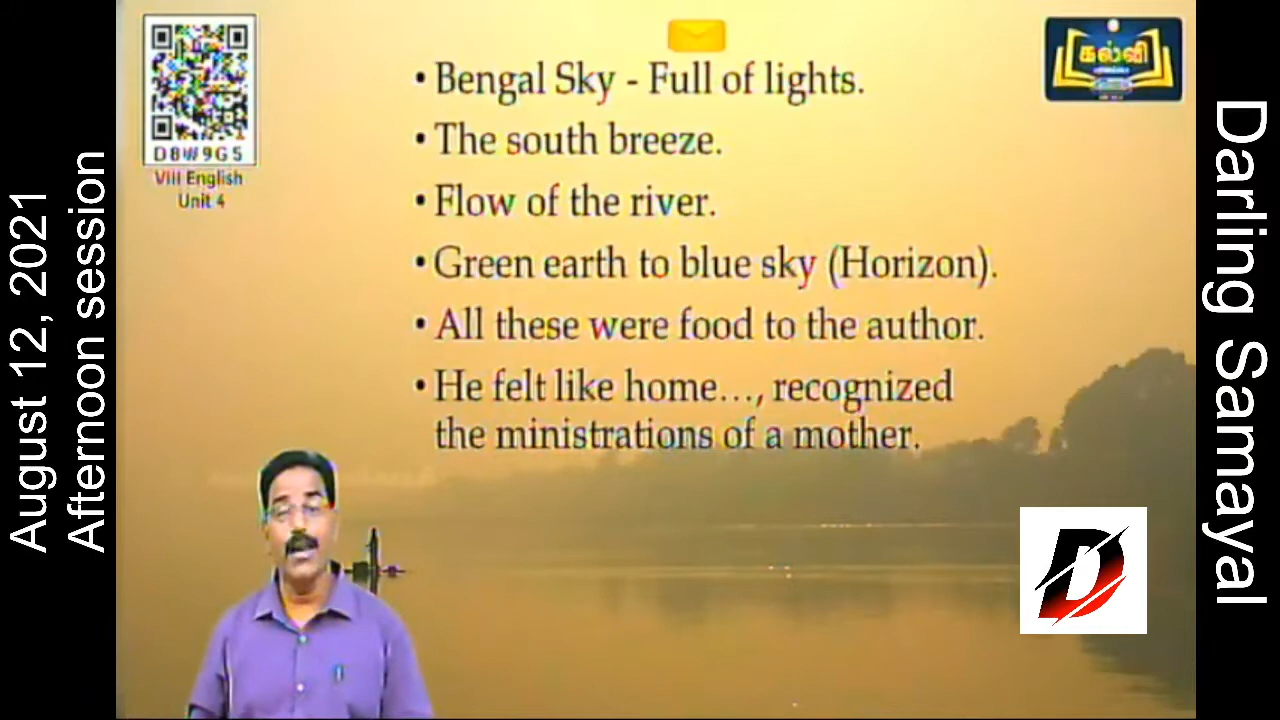 August 12, 2021
Afternoon session
D8W9G5
VIII English
Unit 4
• Bengal Sky - Full of lights.
• The south breeze.
• Flow of the river.
• Green earth to blue sky (Horizon).
• All these were food to the author.
• He felt like home…, recognized
the ministrations of a mother.
கல்வி
D
Darling Samayal